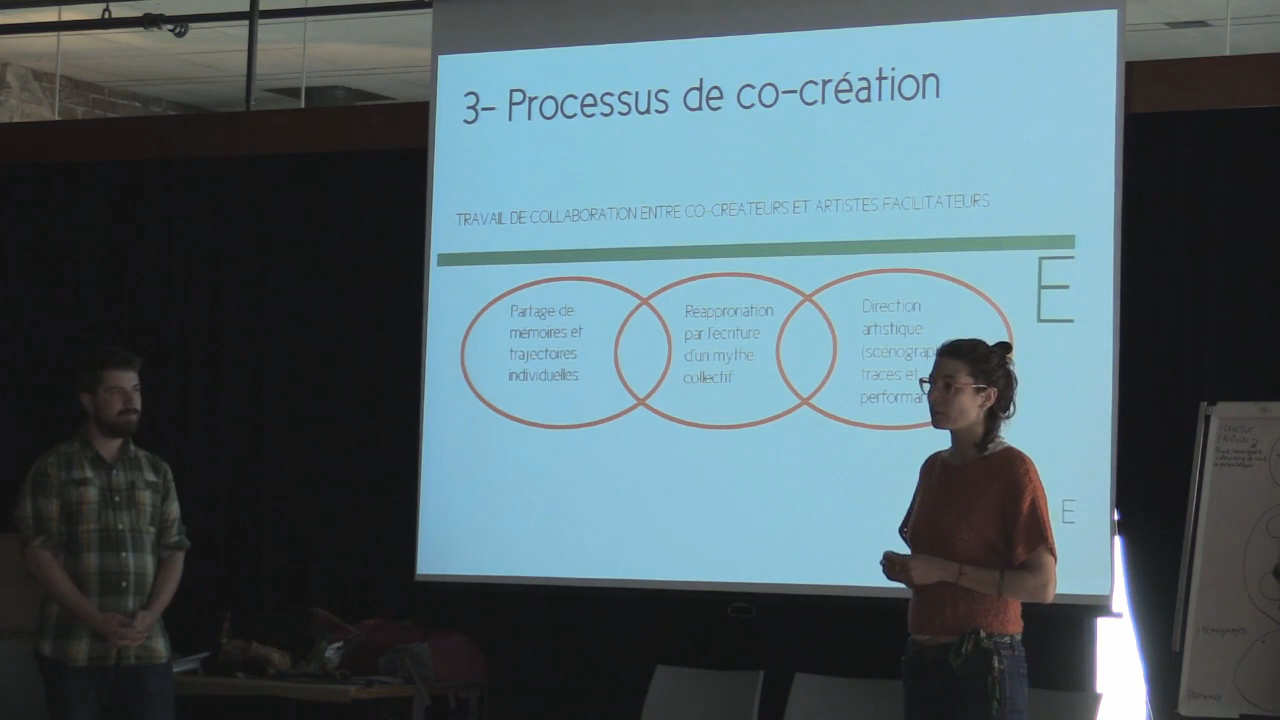 3- Processus de co-création
TRAVAIL DE COLLABORATION ENTRE CO-CREATEURS ET ARTISTES FACILITATEURS
E
Partage de
mémoires et
trajectoires
individuelles
Réappropriation
par l'écriture
d'un mythe
collectif
Direction
artistique
traces et
E